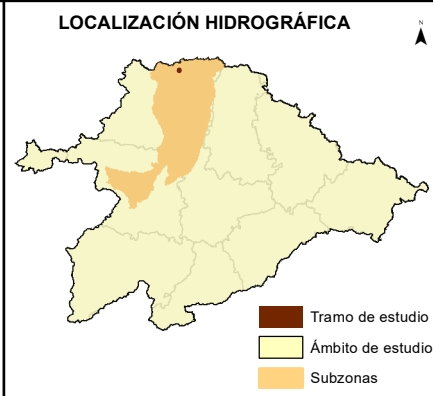 LOCALIZACIÓN HIDROGRÁFICA
N
Tramo de estudio
Ámbito de estudio
Subzonas